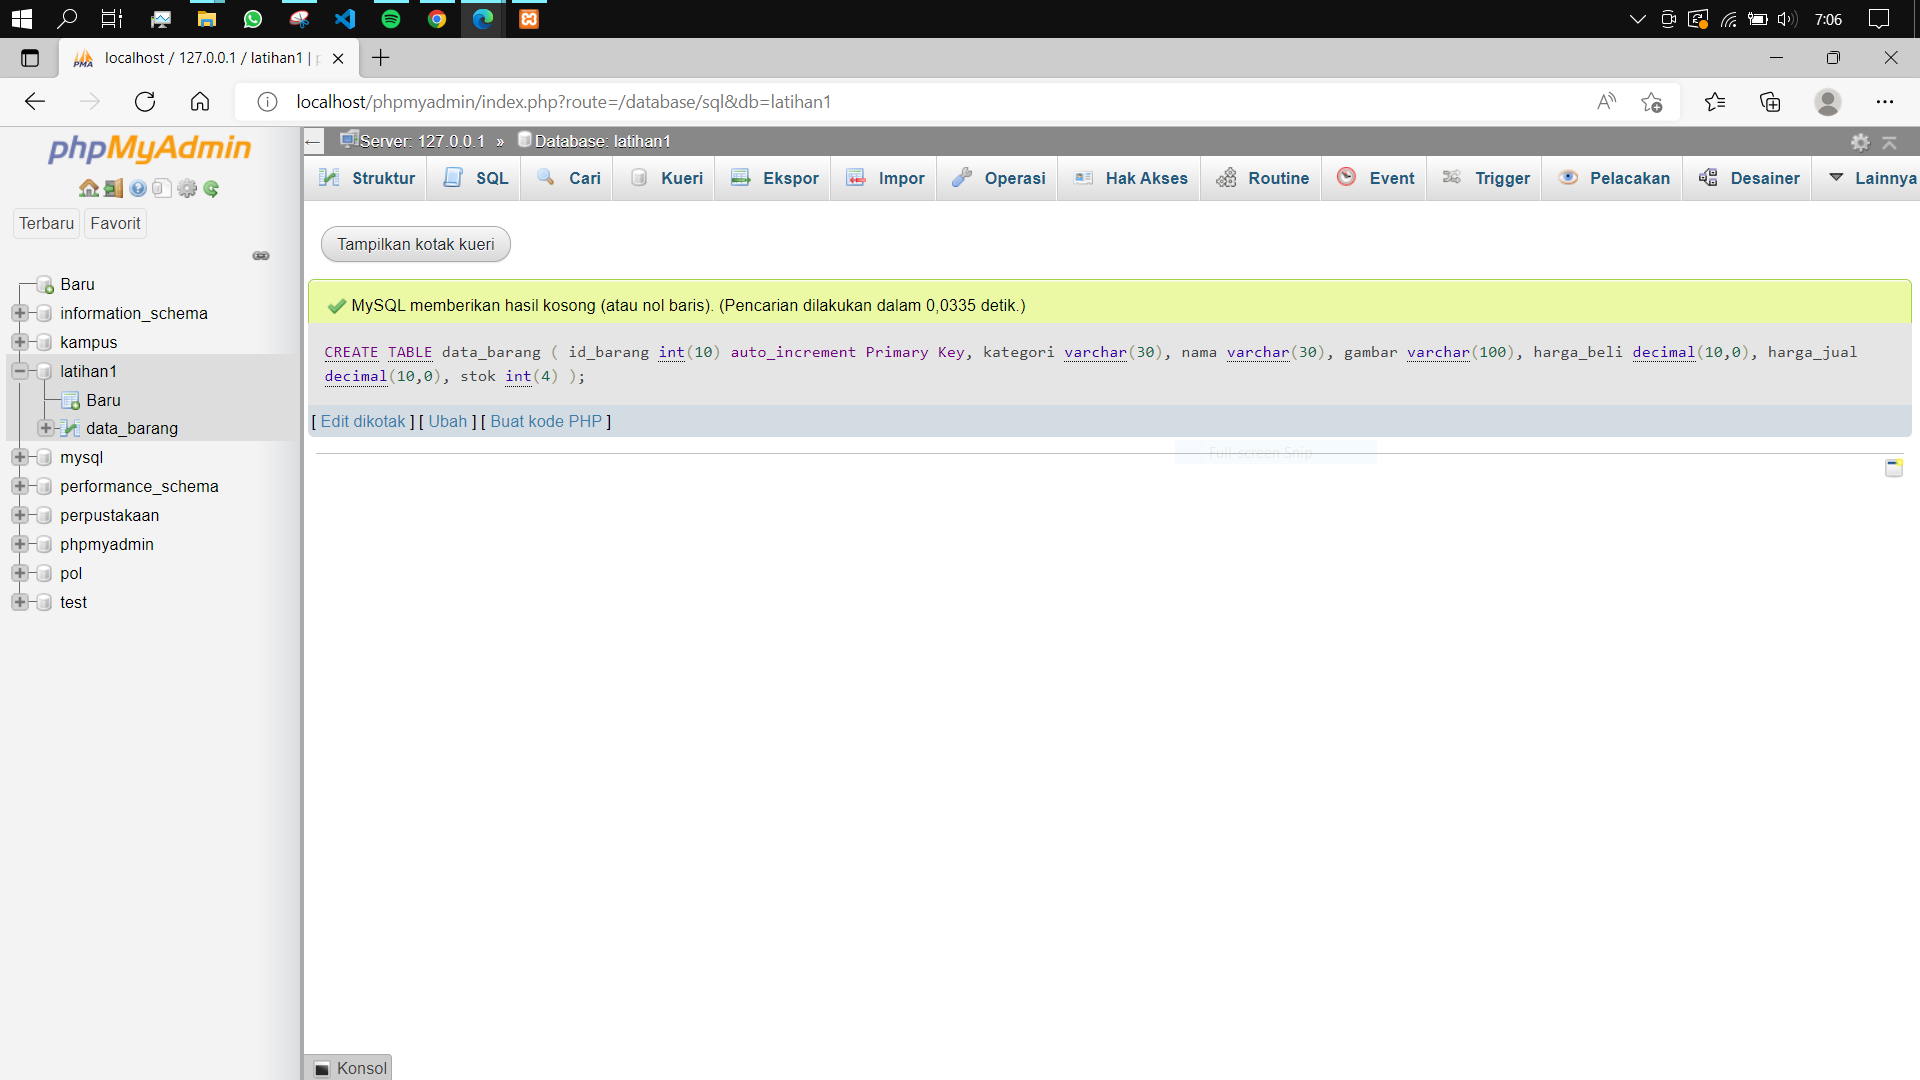 7:06
localhost / 127.0.0.1 / latihan1 | p
localhost/phpmyadmin/index.php?route=/database/sql&db=latihan1
phpMyAdmin
Terbaru
Favorit
Baru
information_schema
kampus
latihan1
Baru
data_barang
mysql
performance_schema
perpustakaan
phpmyadmin
pol
test
Server: 127.0.0.1 » Database: latihan1
Struktur SQL Cari Kueri Ekspor Impor Operasi Hak Akses Routine Event Trigger Pelacakan Desainer Lainnya
Tampilkan kotak kueri
MySQL memberikan hasil kosong (atau nol baris). (Pencarian dilakukan dalam 0,0335 detik.)
CREATE TABLE data_barang ( id_barang int(10) auto_increment Primary Key, kategori varchar(30), nama varchar(30), gambar varchar(100), harga_beli decimal(10,0), harga_jual
decimal(10,0), stok int(4) );
[ Edit dikotak ] [ Ubah ] [ Buat kode PHP ]
Full-screen Snip
Konsol